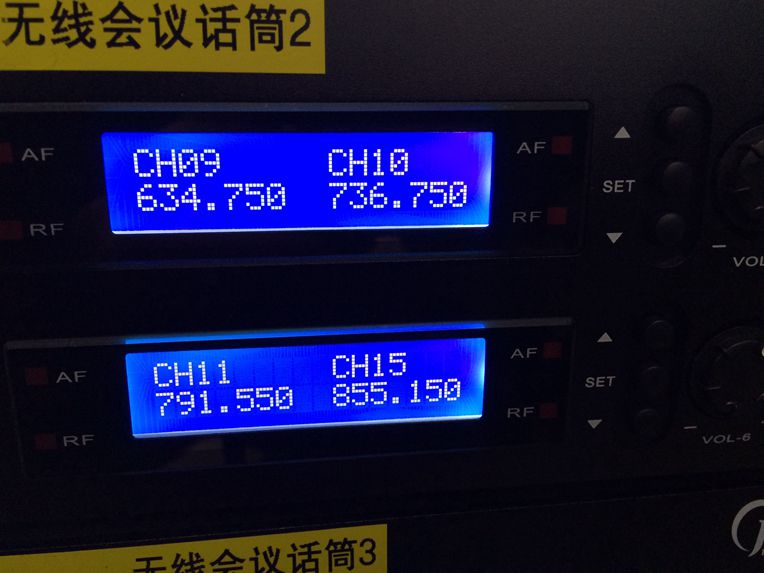 无线会议话筒2
CH09 CH10
634.750 736.750
AF AF
RF RF
SET
VOL
CH11 CH15
791.550 855.150
AF AF
RF RF
SET
VOL-6
无线会议话筒3